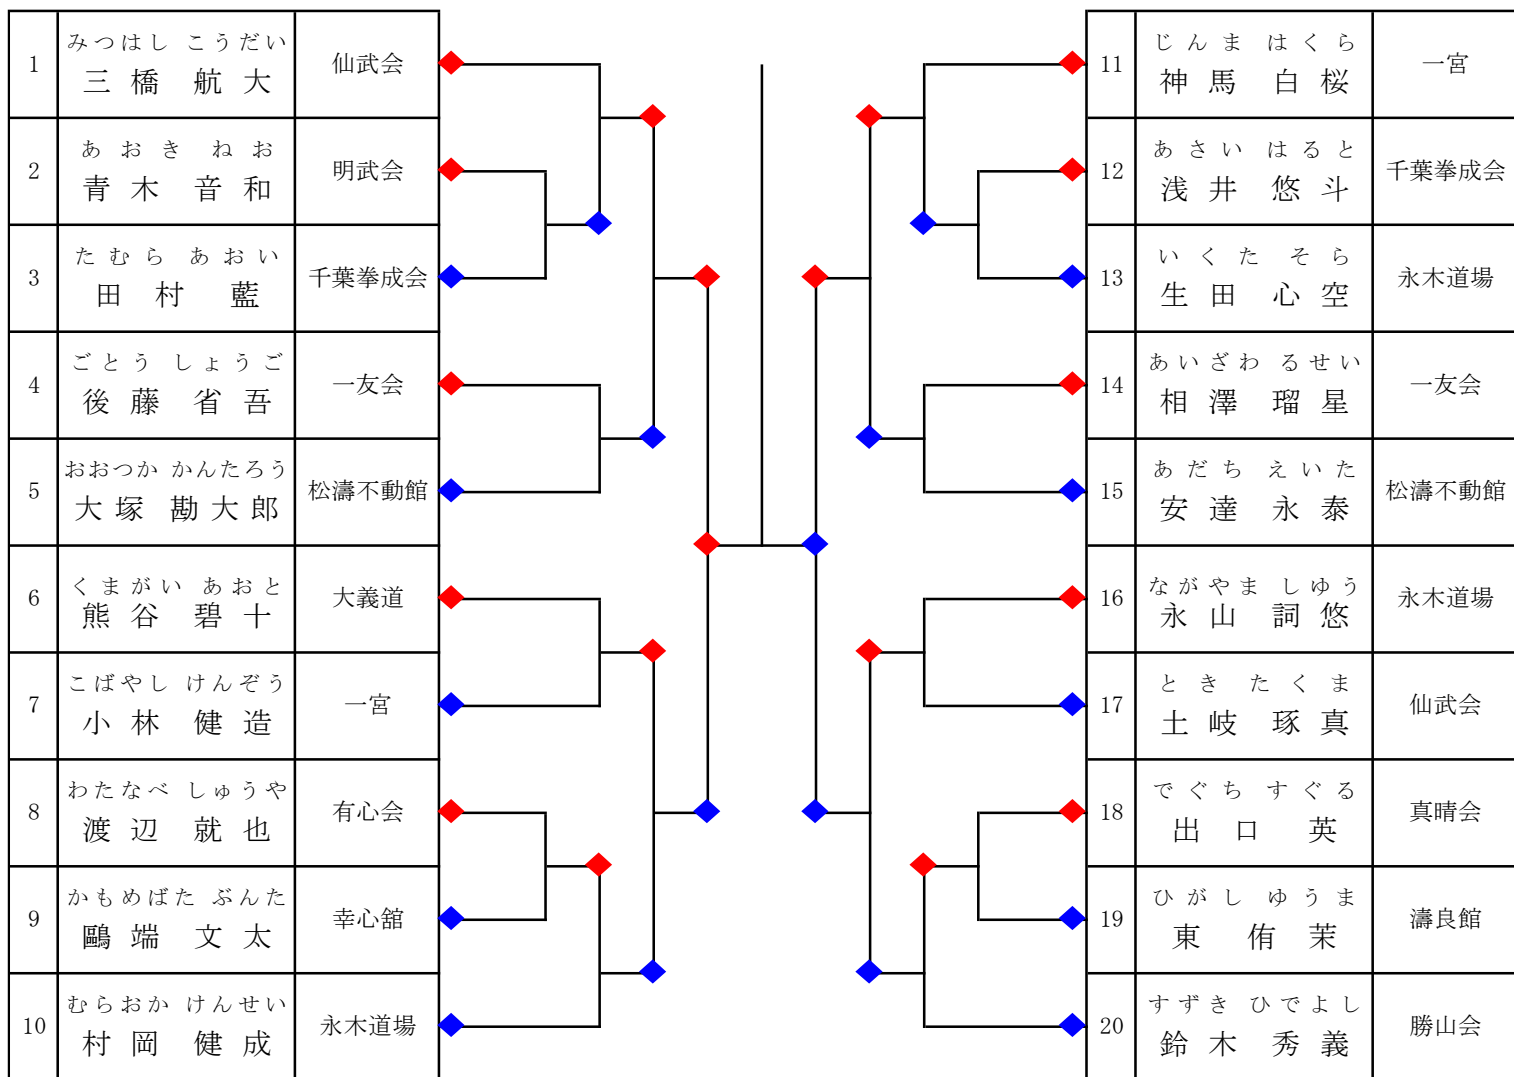 1
みつはし こうだい
三橋 航大
仙武会
2
あおき ねお
青木 音和
明武会
3
たむら あおい
田村 藍
千葉拳成会
4
ごとう しょうご
後藤 省吾
一友会
5
おおつか かんたろう
大塚 勘太郎
松濤不動館
6
くまがい あおと
熊谷 碧十
大義道
7
こばやし けんぞう
小林 健造
一宮
8
わたなべ しゅうや
渡辺 就也
有心会
9
かもめばた ぶんた
鷗端 文太
幸心舘
10
むらおか けんせい
村岡 健成
永木道場
11
じんま はくら
神馬 白桜
一宮
12
あさい はると
浅井 悠斗
千葉拳成会
13
いくた そら
生田 心空
永木道場
14
あいざわ るせい
相澤 瑠星
一友会
15
あだち えいた
安達 永泰
松濤不動館
16
ながやま しゆう
永山 詞悠
永木道場
17
とき たくま
土岐 琢真
仙武会
18
でぐち すぐる
出口 英
真晴会
19
ひがし ゆうま
東 侑茉
濤良館
20
すずき ひでよし
鈴木 秀義
勝山会